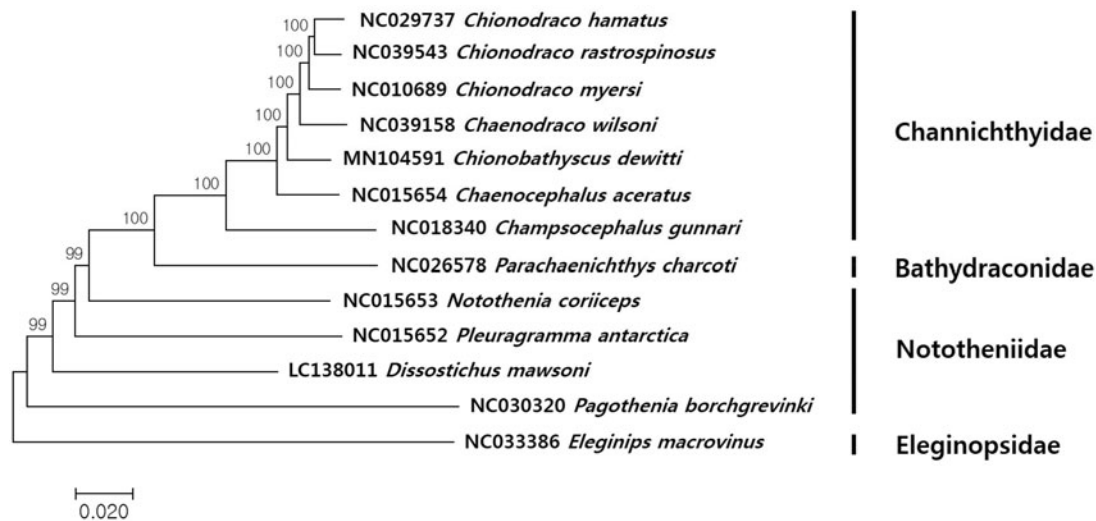 100 NC029737 Chionodraco hamatus
100 NC039543 Chionodraco rastrospinosus
100 NC010689 Chionodraco myersi
100 NC039158 Chaenodraco wilsoni
Channichthyidae
100 MN104591 Chionobathyscus dewitti
100 NC015654 Chaenocephalus aceratus
100 NC018340 Champsocephalus gunnari
99 NC026578 Parachaenichthys charcoti
Bathydraconidae
99 NC015653 Notothenia coriiceps
99 NC015652 Pleuragramma antarctica
Nototheniidae
LC138011 Dissostichus mawsoni
NC030320 Pagothenia borchgrevinki
NC033386 Eleginips macrovinus
Eleginopsidae
0.020